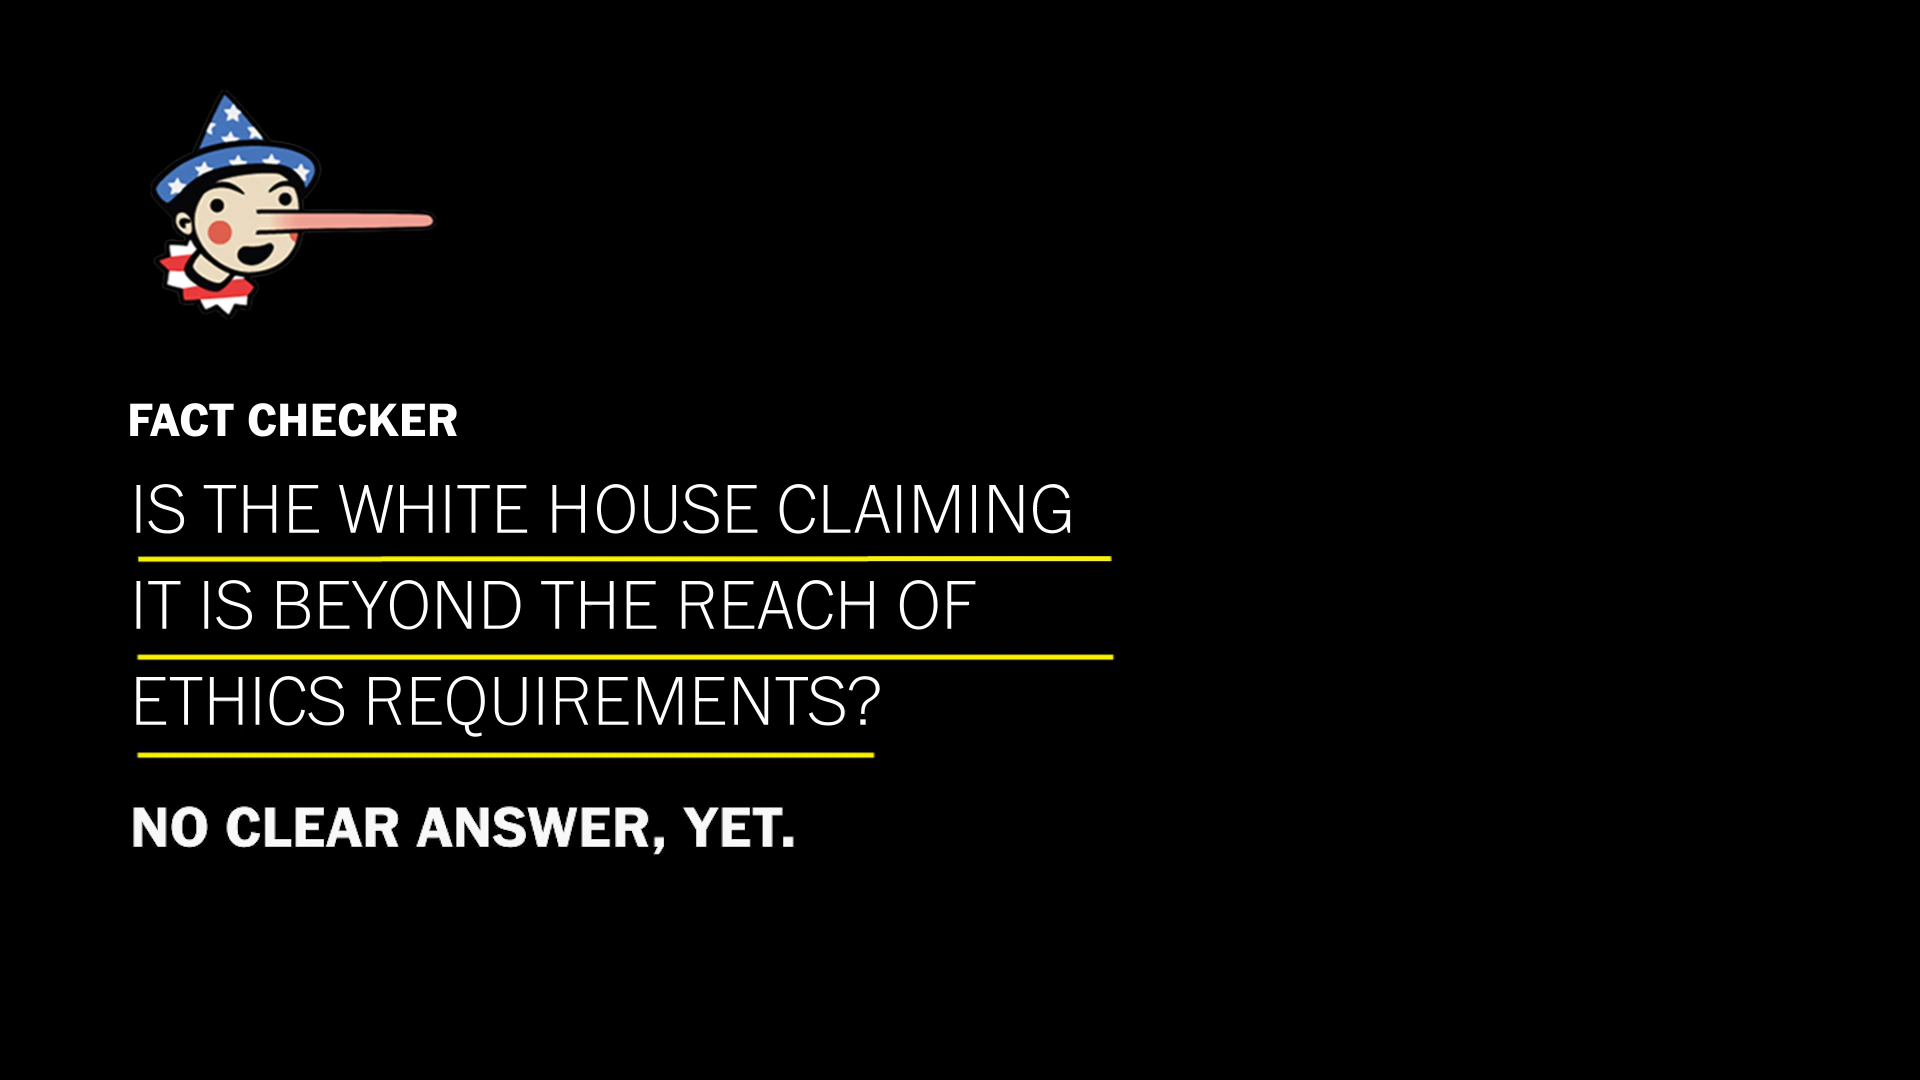 FACT CHECKER
IS THE WHITE HOUSE CLAIMING
IT IS BEYOND THE REACH OF
ETHICS REQUIREMENTS?
NO CLEAR ANSWER, YET.